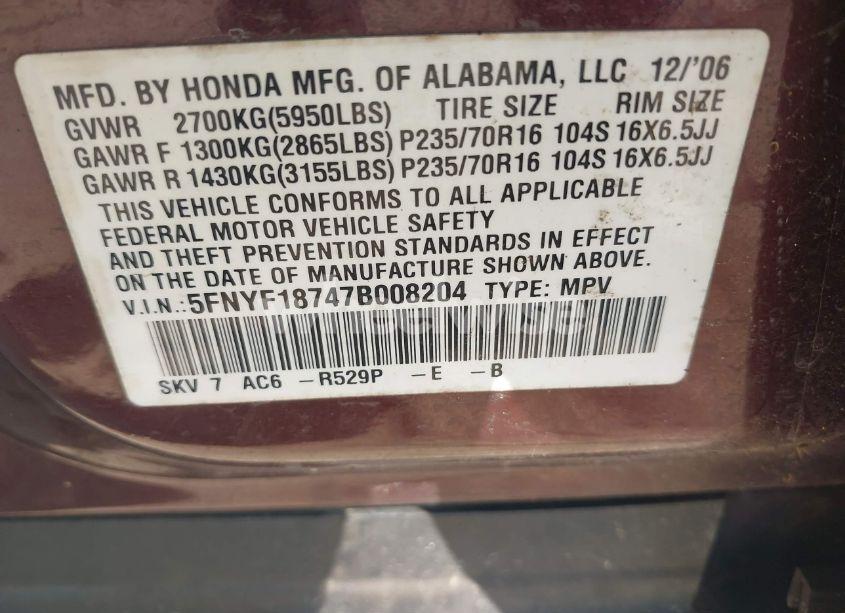 MFD. BY HONDA MFG. OF ALABAMA, LLC 12/'06
GVWR 2700KG(5950LBS) TIRE SIZE RIM SIZE
GAWR F 1300KG(2865LBS) P235/70R16 104S 16X6.5JJ
GAWR R 1430KG(3155LBS) P235/70R16 104S 16X6.5JJ
THIS VEHICLE CONFORMS TO ALL APPLICABLE
FEDERAL MOTOR VEHICLE SAFETY
AND THEFT PREVENTION STANDARDS IN EFFECT
ON THE DATE OF MANUFACTURE SHOWN ABOVE.
V.I.N.:5FNYF18747B008204 TYPE: MPV
SKV 7 AC6 –R529P –E –B